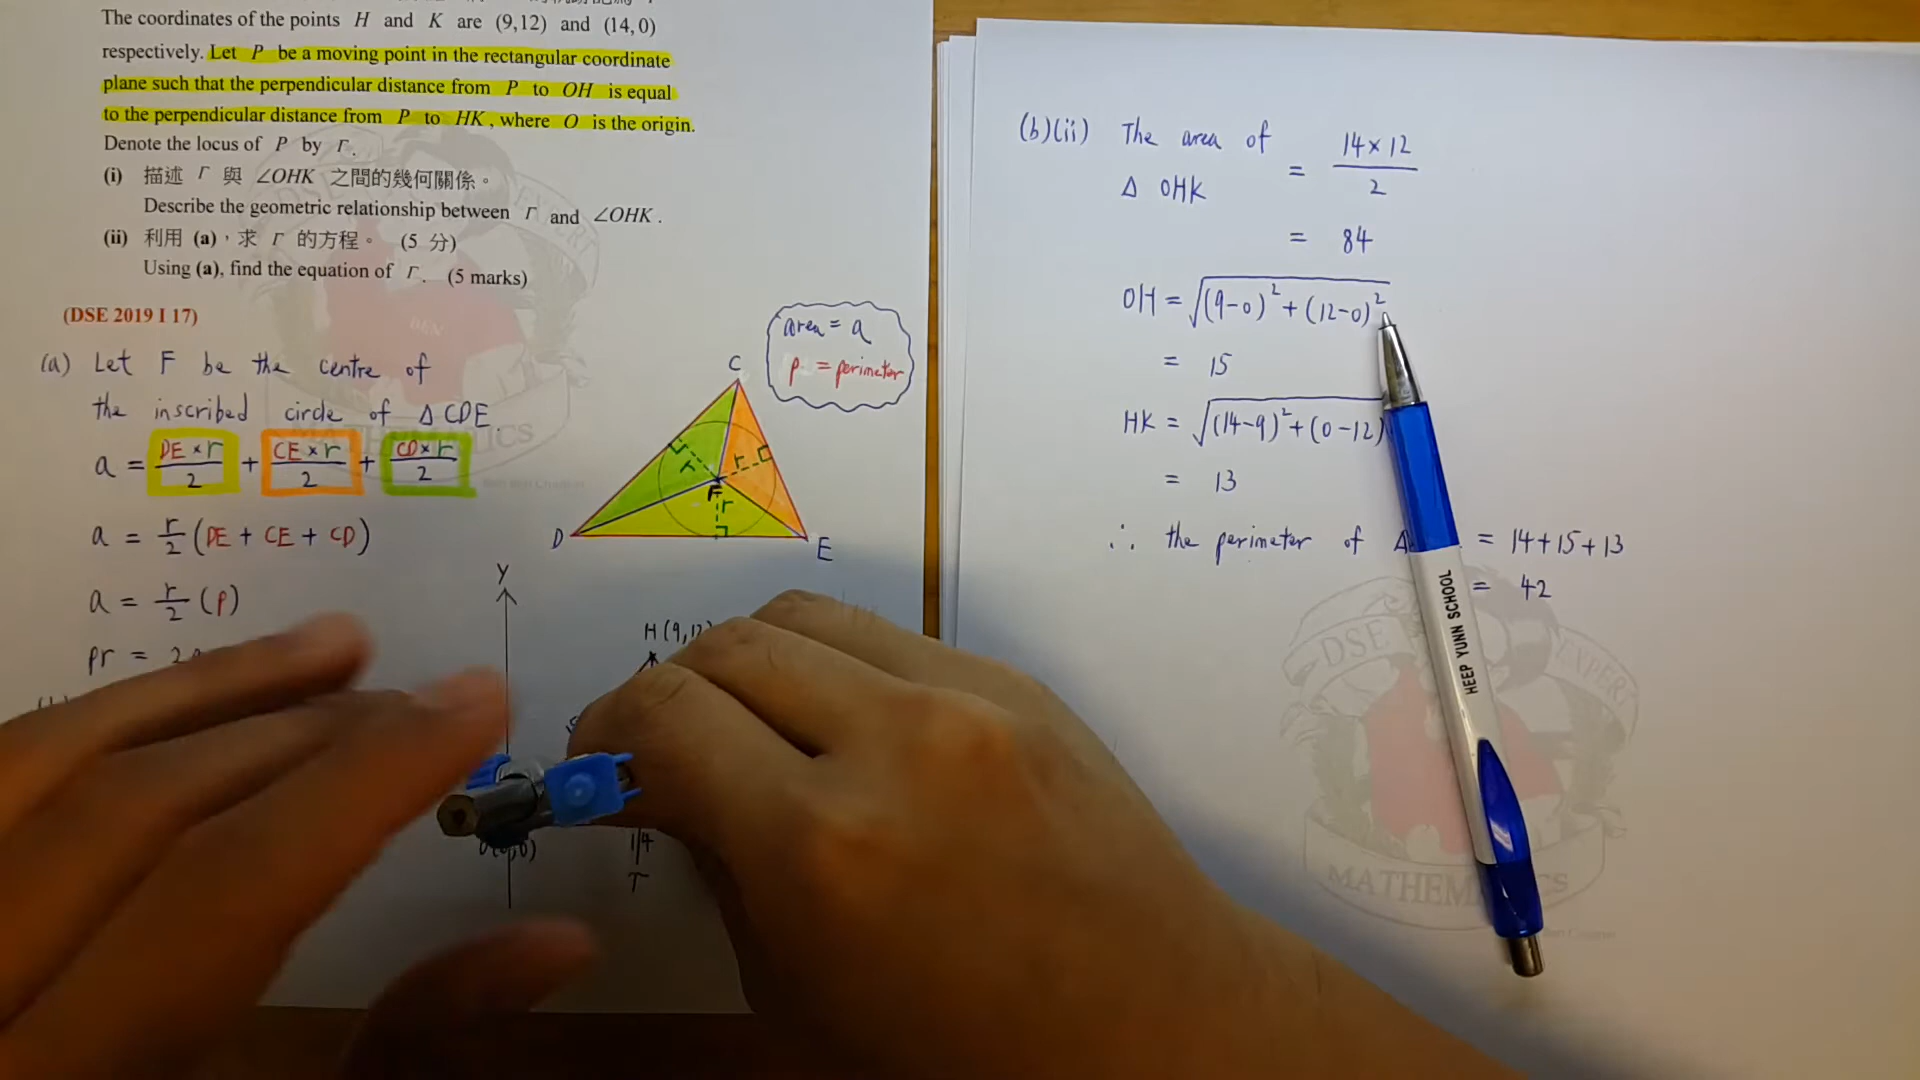 The coordinates of the points H and K are (9,12) and (14,0)
respectively. Let P be a moving point in the rectangular coordinate
plane such that the perpendicular distance from P to OH is equal
to the perpendicular distance from P to HK, where O is the origin.
Denote the locus of P by Γ.
(i) 描述 Γ 與 ∠OHK 之間的幾何關係。
Describe the geometric relationship between Γ and ∠OHK.
(ii) 利用 (a)，求 Γ 的方程。 (5 分)
Using (a), find the equation of Γ. (5 marks)
(DSE 2019 I 17)
(a) Let F be the centre of
the inscribed circle of Δ CDE.
a = DE × r / 2 + CE × r / 2 + CD × r / 2
a = r/2 (DE + CE + CD)
a = r/2 (p)
pr = 2
area = a
p = perimeter
C
D
E
F
r
r
r
y
H (9,12
14
(b)(ii) The area of Δ OHK = 14 × 12 / 2
= 84
OH = √(9-0)² + (12-0)²
= 15
HK = √(14-9)² + (0-12)
= 13
∴ the perimeter of Δ = 14+15+13
= 42
HEEP YUNN SCHOOL
DSE EXPERT
MATHEMATICS